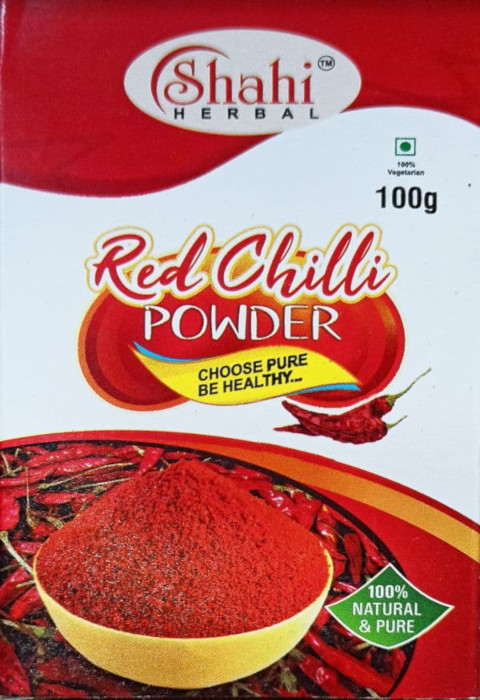 Shahi TM
HERBAL
100%
Vegetarian
100g
Red Chilli
POWDER
CHOOSE PURE
BE HEALTHY...
100%
NATURAL
& PURE